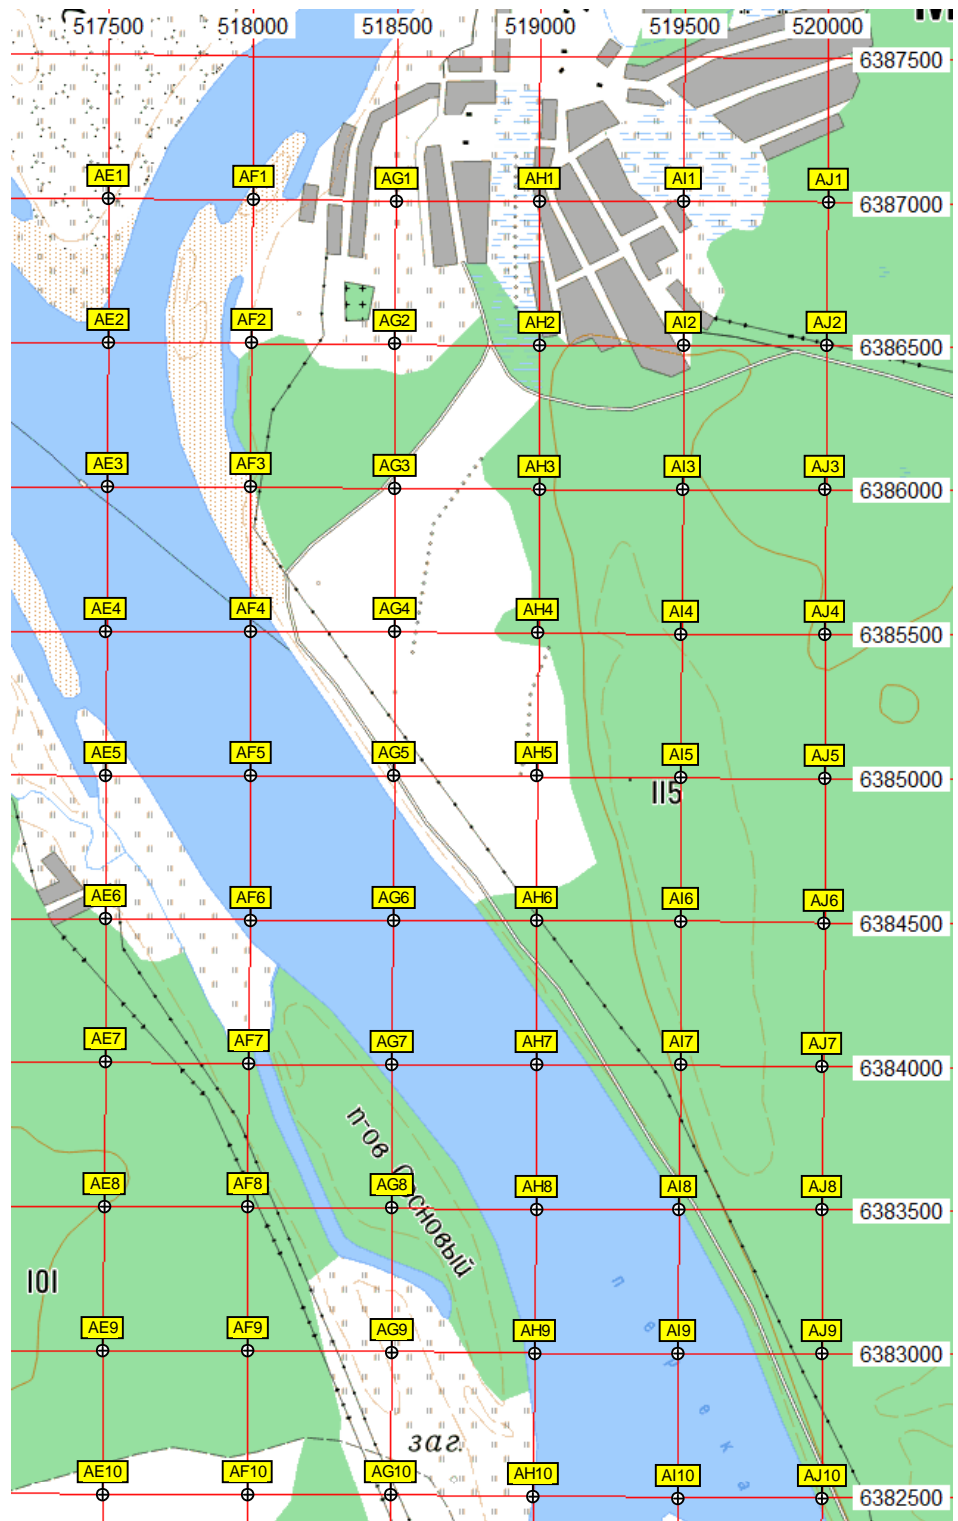 517500 518000 518500 519000 519500 520000
6387500
AE1 AF1 AG1 AH1 AI1 AJ1
6387000
AE2 AF2 AG2 AH2 AI2 AJ2
6386500
AE3 AF3 AG3 AH3 AI3 AJ3
6386000
AE4 AF4 AG4 AH4 AI4 AJ4
6385500
AE5 AF5 AG5 AH5 AI5 AJ5
6385000
115
AE6 AF6 AG6 AH6 AI6 AJ6
6384500
AE7 AF7 AG7 AH7 AI7 AJ7
6384000
п-ов Сосновый
AE8 AF8 AG8 AH8 AI8 AJ8
6383500
101
AE9 AF9 AG9 AH9 AI9 AJ9
6383000
заг.
AE10 AF10 AG10 AH10 AI10 AJ10
6382500